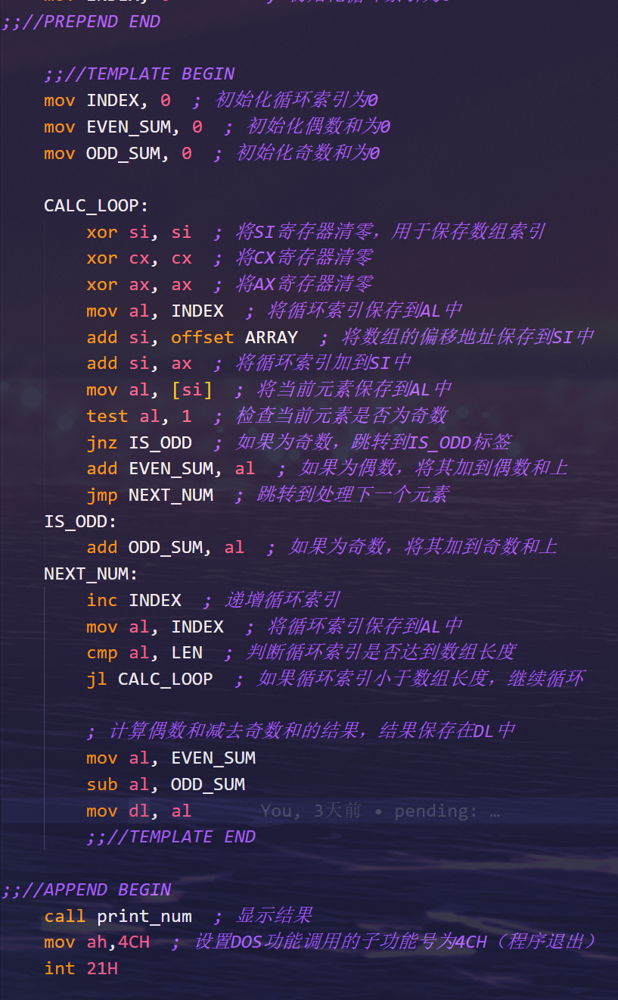 ;;//PREPEND END
;;//TEMPLATE BEGIN
mov INDEX, 0  ; 初始化循环索引为0
mov EVEN_SUM, 0  ; 初始化偶数和为0
mov ODD_SUM, 0  ; 初始化奇数和为0
CALC_LOOP:
xor si, si  ; 将SI寄存器清零，用于保存数组索引
xor cx, cx  ; 将CX寄存器清零
xor ax, ax  ; 将AX寄存器清零
mov al, INDEX  ; 将循环索引保存到AL中
add si, offset ARRAY  ; 将数组的偏移地址保存到SI中
add si, ax  ; 将循环索引加到SI中
mov al, [si]  ; 将当前元素保存到AL中
test al, 1  ; 检查当前元素是否为奇数
jnz IS_ODD  ; 如果为奇数，跳转到IS_ODD标签
add EVEN_SUM, al  ; 如果为偶数，将其加到偶数和上
jmp NEXT_NUM  ; 跳转到处理下一个元素
IS_ODD:
add ODD_SUM, al  ; 如果为奇数，将其加到奇数和上
NEXT_NUM:
inc INDEX  ; 递增循环索引
mov al, INDEX  ; 将循环索引保存到AL中
cmp al, LEN  ; 判断循环索引是否达到数组长度
jl CALC_LOOP  ; 如果循环索引小于数组长度，继续循环
; 计算偶数和减去奇数和的结果，结果保存在DL中
mov al, EVEN_SUM
sub al, ODD_SUM
mov dl, al      You, 3天前 • pending: …
;;//TEMPLATE END
;;//APPEND BEGIN
call print_num  ; 显示结果
mov ah,4CH  ; 设置DOS功能调用的子功能号为4CH（程序退出）
int 21H